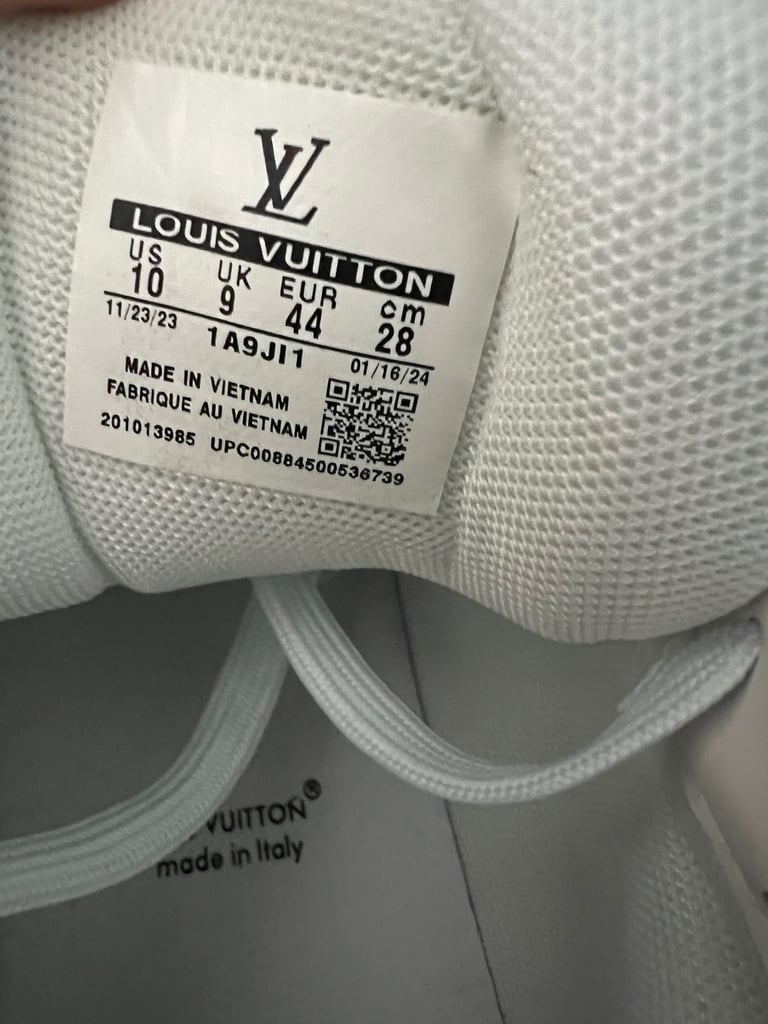 LV
LOUIS VUITTON
US UK EUR cm
10 9 44 28
11/23/23 1A9JI1 01/16/24
MADE IN VIETNAM
FABRIQUE AU VIETNAM
201013985 UPC00884500536739
VUITTON®
made in Italy